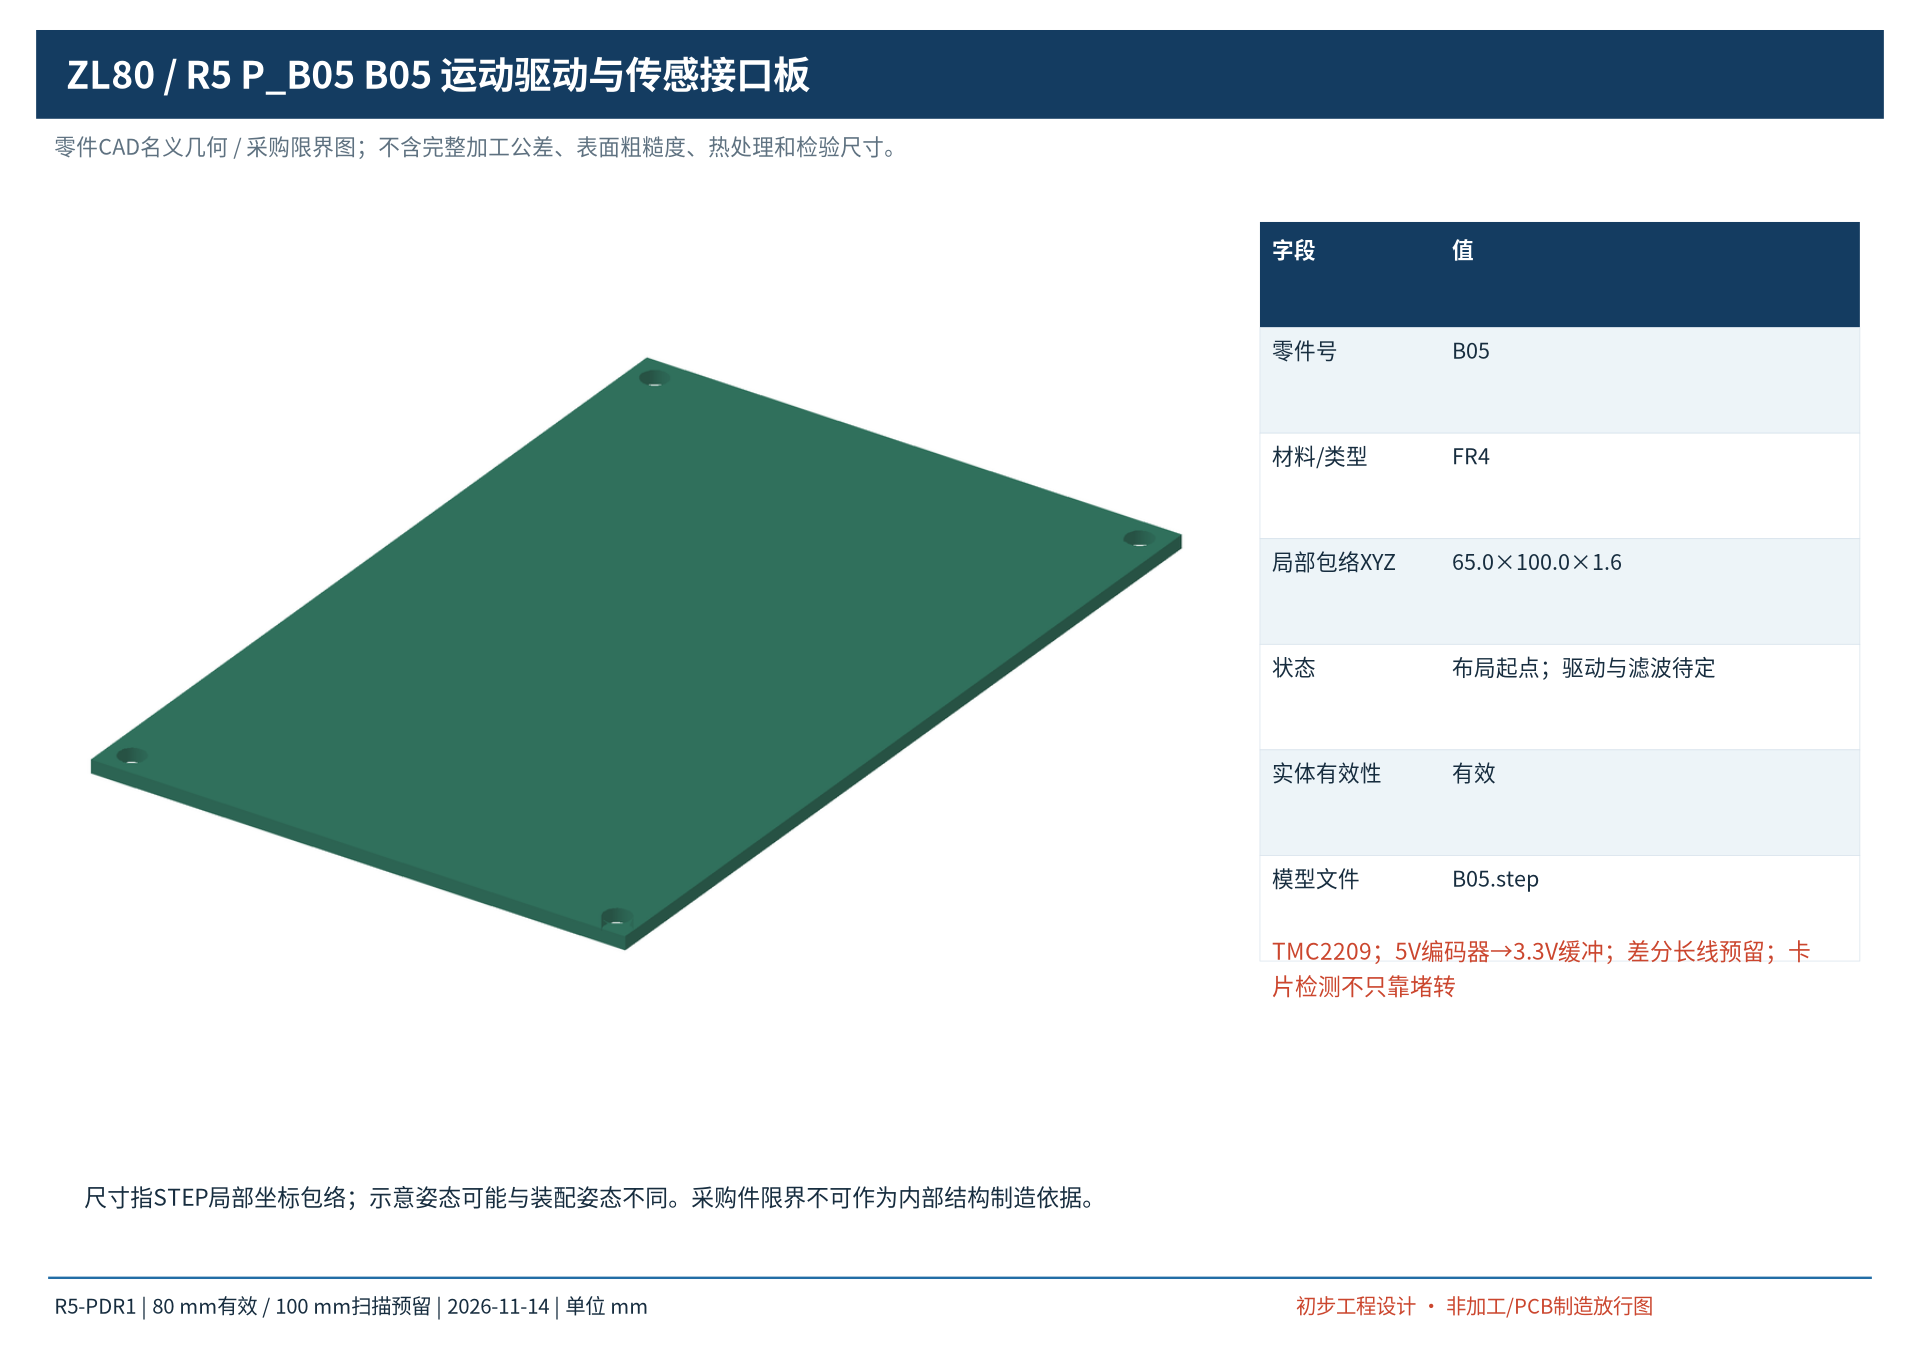 ZL80 / R5 P_B05 B05 运动驱动与传感接口板
零件CAD名义几何 / 采购限界图；不含完整加工公差、表面粗糙度、热处理和检验尺寸。
字段 值
零件号 B05
材料/类型 FR4
局部包络XYZ 65.0×100.0×1.6
状态 布局起点；驱动与滤波待定
实体有效性 有效
模型文件 B05.step
TMC2209；5V编码器→3.3V缓冲；差分长线预留；卡
片检测不只靠堵转
尺寸指STEP局部坐标包络；示意姿态可能与装配姿态不同。采购件限界不可作为内部结构制造依据。
R5-PDR1 | 80 mm有效 / 100 mm扫描预留 | 2026-11-14 | 单位 mm
初步工程设计 · 非加工/PCB制造放行图